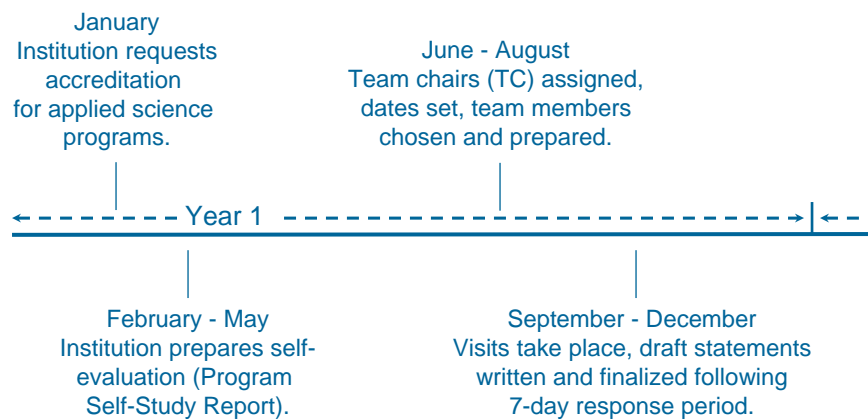 January
Institution requests
accreditation
for applied science
programs.
June - August
Team chairs (TC) assigned,
dates set, team members
chosen and prepared.
Year 1
February - May
Institution prepares self-
evaluation (Program
Self-Study Report).
September - December
Visits take place, draft statements
written and finalized following
7-day response period.